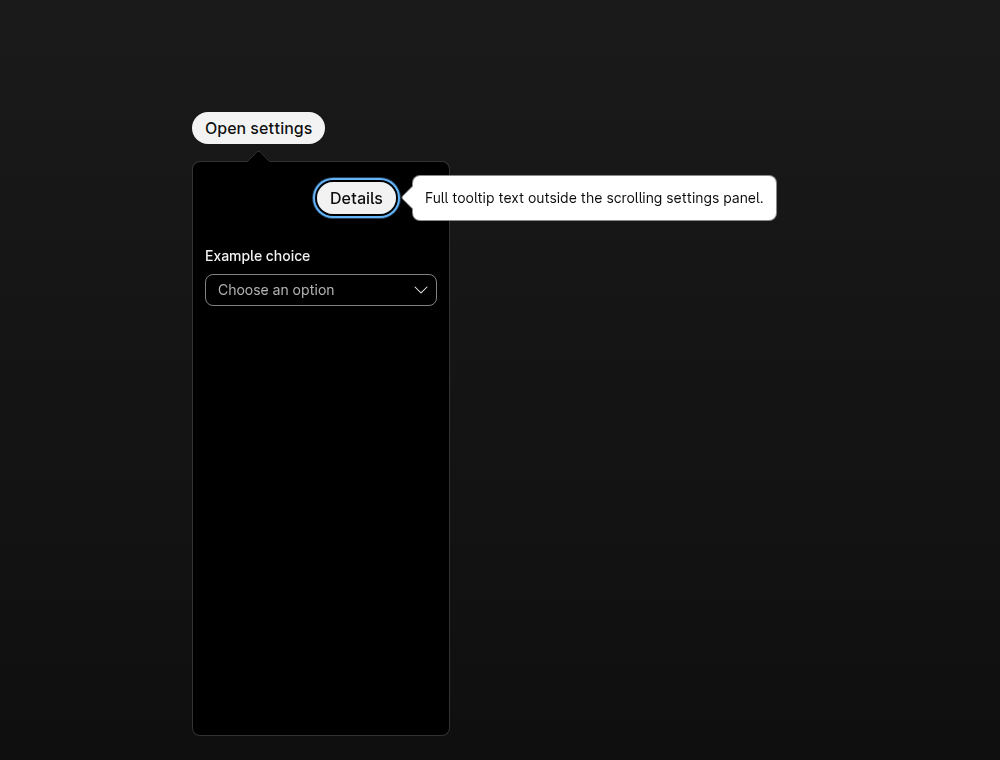 Open settings
Details
Full tooltip text outside the scrolling settings panel.
Example choice
Choose an option